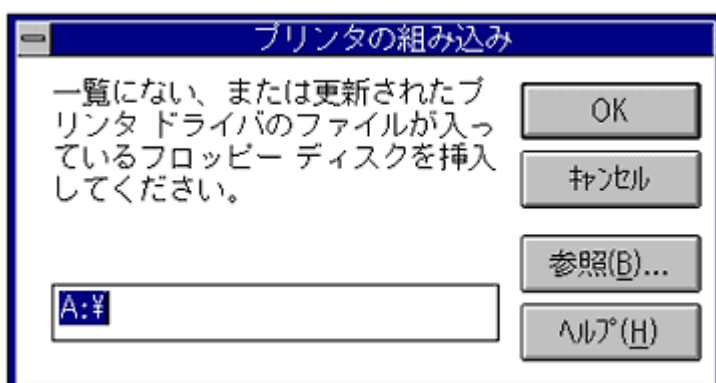 プリンタの組み込み
一覧にない、または更新されたプ
リンタ ドライバのファイルが入っ
ているフロッピー ディスクを挿入
してください。
A:¥
OK
ｷｬﾝｾﾙ
参照(B)...
ﾍﾙﾌﾟ(H)